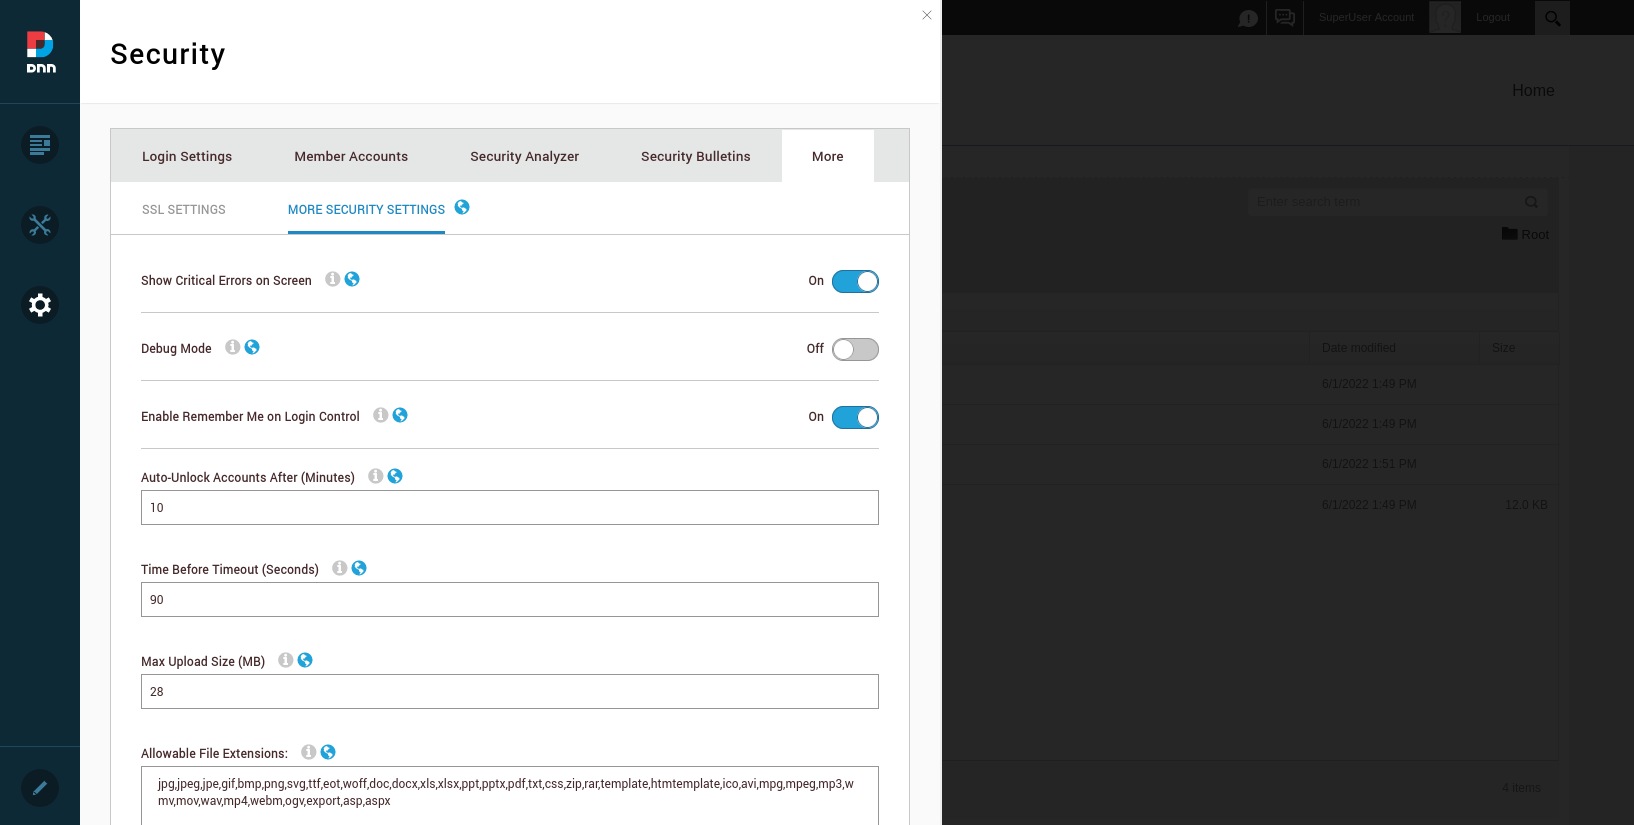 DNN
Security
SuperUser Account
Logout
Home
Login Settings
Member Accounts
Security Analyzer
Security Bulletins
More
SSL SETTINGS
MORE SECURITY SETTINGS
Enter search term
Root
Show Critical Errors on Screen
On
Debug Mode
Off
Date modified
Size
6/1/2022 1:49 PM
Enable Remember Me on Login Control
On
6/1/2022 1:49 PM
6/1/2022 1:51 PM
Auto-Unlock Accounts After (Minutes)
10
6/1/2022 1:49 PM
12.0 KB
Time Before Timeout (Seconds)
90
Max Upload Size (MB)
28
Allowable File Extensions:
jpg,jpeg,jpe,gif,bmp,png,svg,ttf,eot,woff,doc,docx,xls,xlsx,ppt,pptx,pdf,txt,css,zip,rar,template,htmtemplate,ico,avi,mpg,mpeg,mp3,w
mv,mov,wav,mp4,webm,ogv,export,asp,aspx
4 items